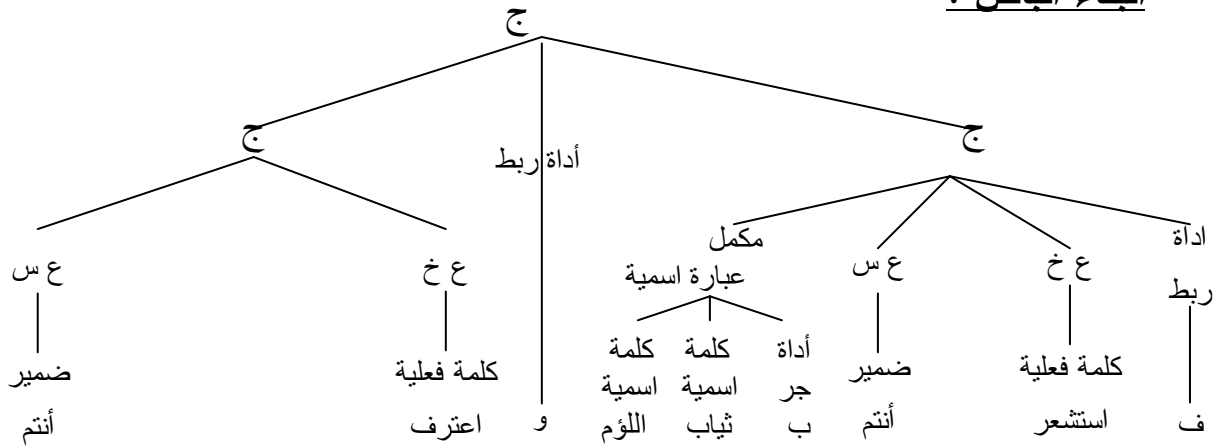 ج
ج
أداة ربط
ج
اداة ربط
ع خ
ع س
مكمل
عبارة اسمية
ع خ
ع س
كلمة فعلية
ضمير
أداة جر
كلمة اسمية
كلمة اسمية
كلمة فعلية
ضمير
ف
استشعر
أنتم
ب
ثياب
اللؤم
و
اعترف
أنتم